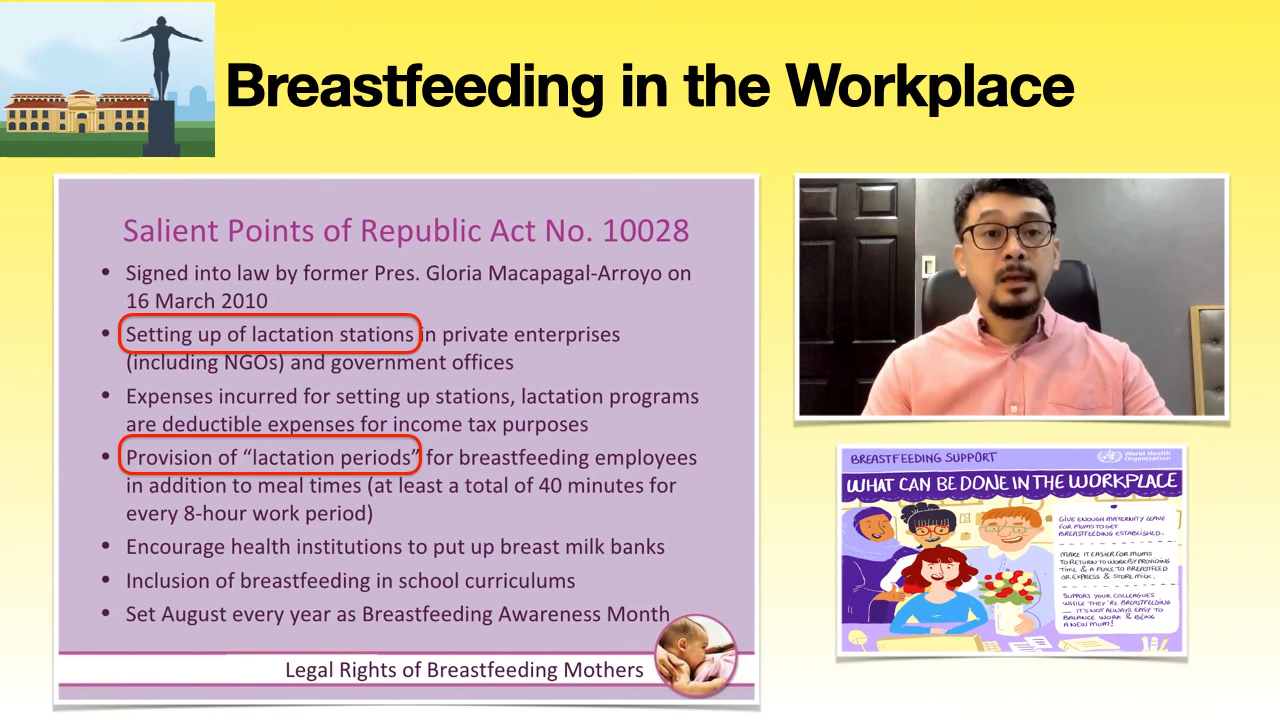 Breastfeeding in the Workplace
Salient Points of Republic Act No. 10028
• Signed into law by former Pres. Gloria Macapagal-Arroyo on
16 March 2010
• Setting up of lactation stations in private enterprises
(including NGOs) and government offices
• Expenses incurred for setting up stations, lactation programs
are deductible expenses for income tax purposes
• Provision of “lactation periods” for breastfeeding employees
in addition to meal times (at least a total of 40 minutes for
every 8-hour work period)
• Encourage health institutions to put up breast milk banks
• Inclusion of breastfeeding in school curriculums
• Set August every year as Breastfeeding Awareness Month
Legal Rights of Breastfeeding Mothers
BREASTFEEDING SUPPORT
World Health
Organization
WHAT CAN BE DONE IN THE WORKPLACE
GIVE ENOUGH MATERNITY LEAVE
FOR MUMS TO GET
BREASTFEEDING ESTABLISHED.
MAKE IT EASIER FOR MUMS
TO RETURN TO WORK BY PROVIDING
TIME & A PLACE TO BREASTFEED
OR EXPRESS & STORE MILK.
SUPPORT YOUR COLLEAGUES
WHILE THEY'RE BREASTFEEDING
— IT'S NOT ALWAYS EASY TO
BALANCE WORK & BEING
A NEW MUM!